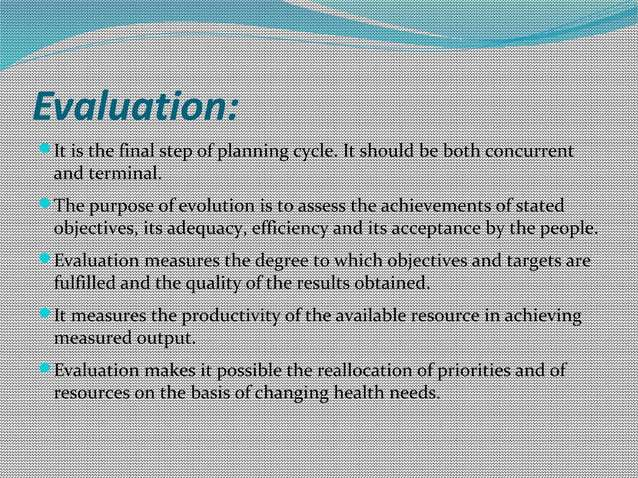 Evaluation:
It is the final step of planning cycle. It should be both concurrent
and terminal.
The purpose of evolution is to assess the achievements of stated
objectives, its adequacy, efficiency and its acceptance by the people.
Evaluation measures the degree to which objectives and targets are
fulfilled and the quality of the results obtained.
It measures the productivity of the available resource in achieving
measured output.
Evaluation makes it possible the reallocation of priorities and of
resources on the basis of changing health needs.